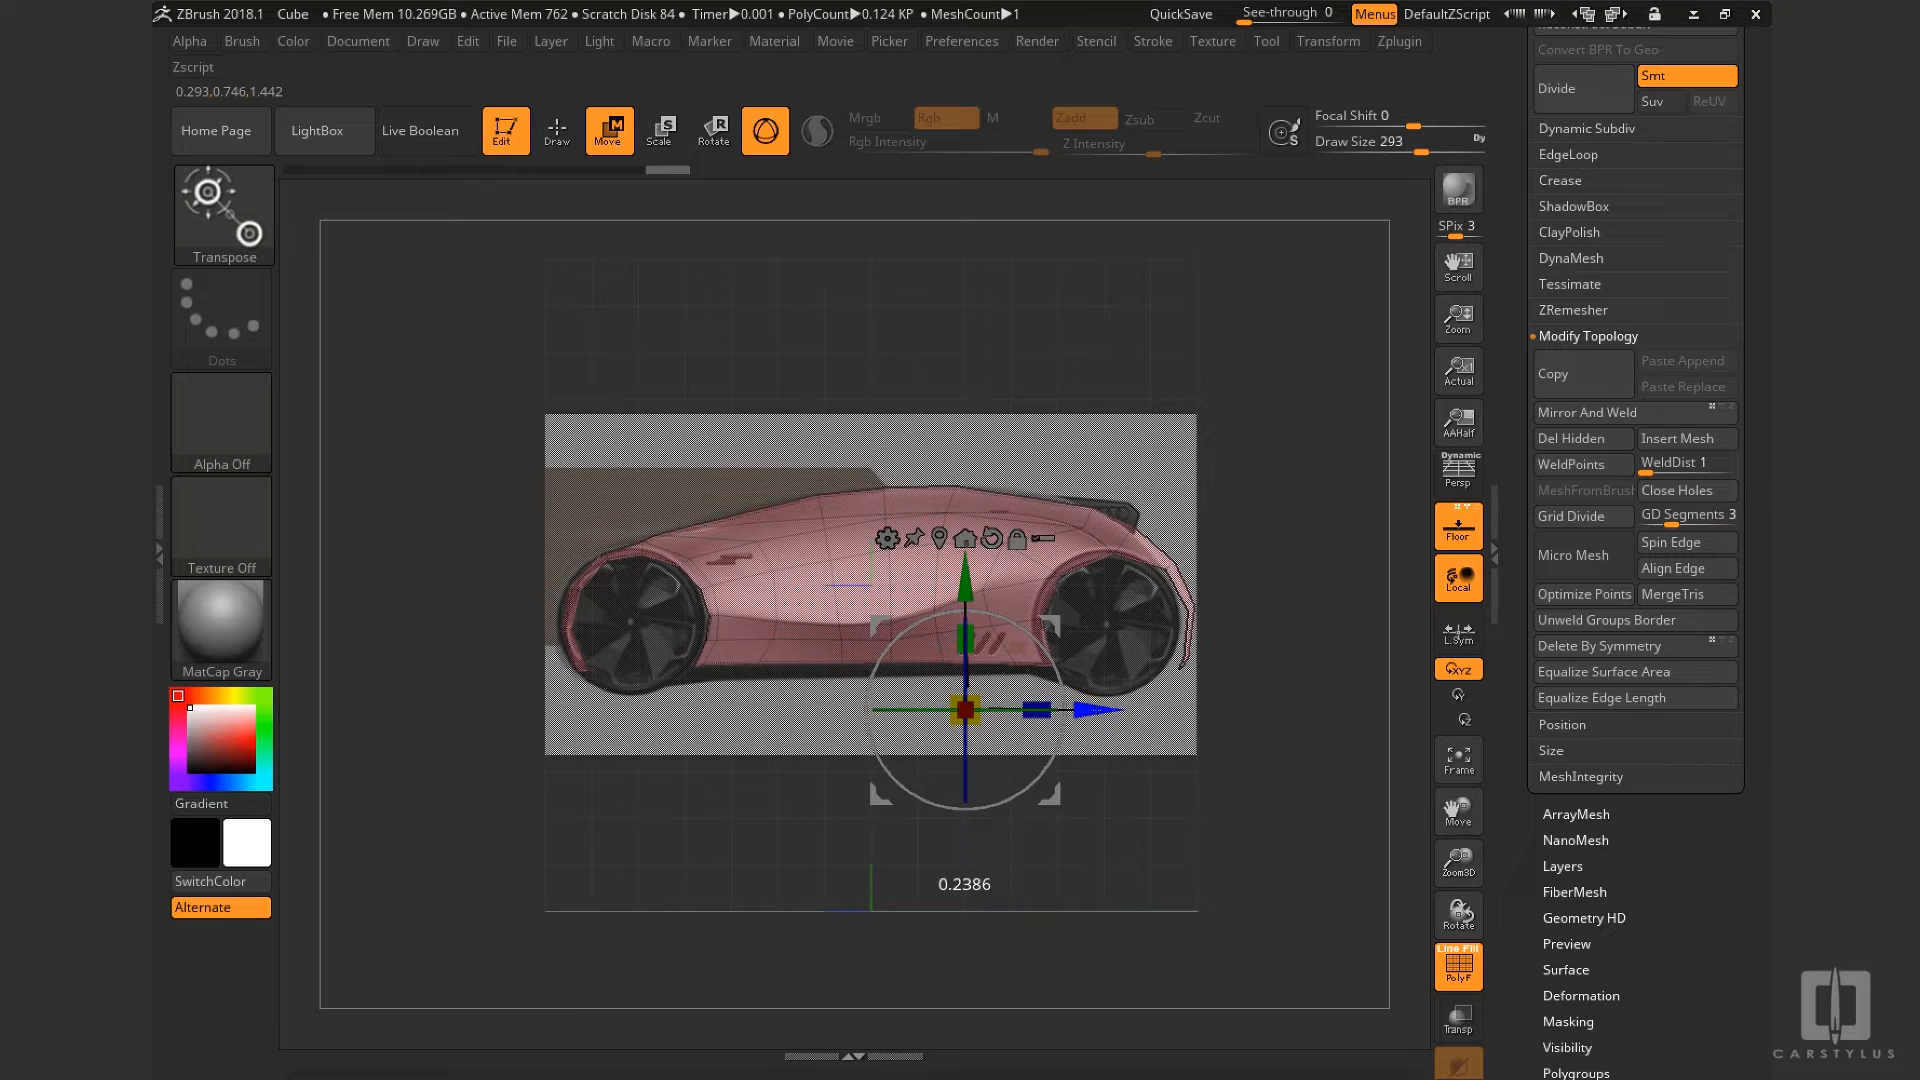 ZBrush 2018.1 Cube • Free Mem 10.269GB • Active Mem 762 • Scratch Disk 84 • Timer▶0.001 • PolyCount▶0.124 KP • MeshCount▶1 QuickSave See-through 0 Menus DefaultZScript
Alpha Brush Color Document Draw Edit File Layer Light Macro Marker Material Movie Picker Preferences Render Stencil Stroke Texture Tool Transform Zplugin
Zscript
0.293,0.746,1.442
Home Page LightBox Live Boolean Edit Draw Move Scale Rotate
Mrgb Rgb M Zadd Zsub Zcut
Rgb Intensity Z Intensity
Focal Shift 0
Draw Size 293 Dy
Transpose
Dots
Alpha Off
Texture Off
MatCap Gray
Gradient
SwitchColor
Alternate
0.2386
BPR
SPix 3
Scroll
Zoom
Actual
AAHalf
Dynamic
Persp
Floor
Local
L.Sym
XYZ
Y
Z
Frame
Move
Zoom3D
Rotate
Line Fill
PolyF
Transp
Convert BPR To Geo
Divide Smt
Suv ReUV
Dynamic Subdiv
EdgeLoop
Crease
ShadowBox
ClayPolish
DynaMesh
Tessimate
ZRemesher
Modify Topology
Copy Paste Append
Paste Replace
Mirror And Weld
Del Hidden Insert Mesh
WeldPoints WeldDist 1
MeshFromBrush Close Holes
Grid Divide GD Segments 3
Micro Mesh Spin Edge
Align Edge
Optimize Points MergeTris
Unweld Groups Border
Delete By Symmetry
Equalize Surface Area
Equalize Edge Length
Position
Size
MeshIntegrity
ArrayMesh
NanoMesh
Layers
FiberMesh
Geometry HD
Preview
Surface
Deformation
Masking
Visibility
Polygroups
CARSTYLUS